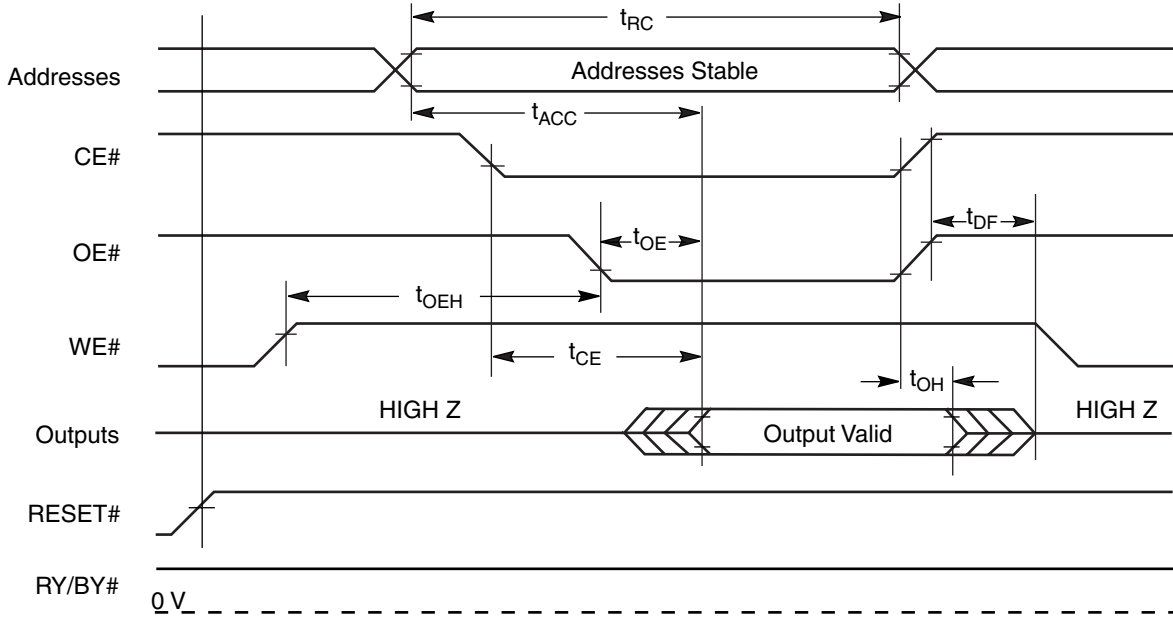 tRC
Addresses
Addresses Stable
tACC
CE#
tDF
OE#
tOE
tOEH
WE#
tCE
tOH
HIGH Z
HIGH Z
Outputs
Output Valid
RESET#
RY/BY#
0 V